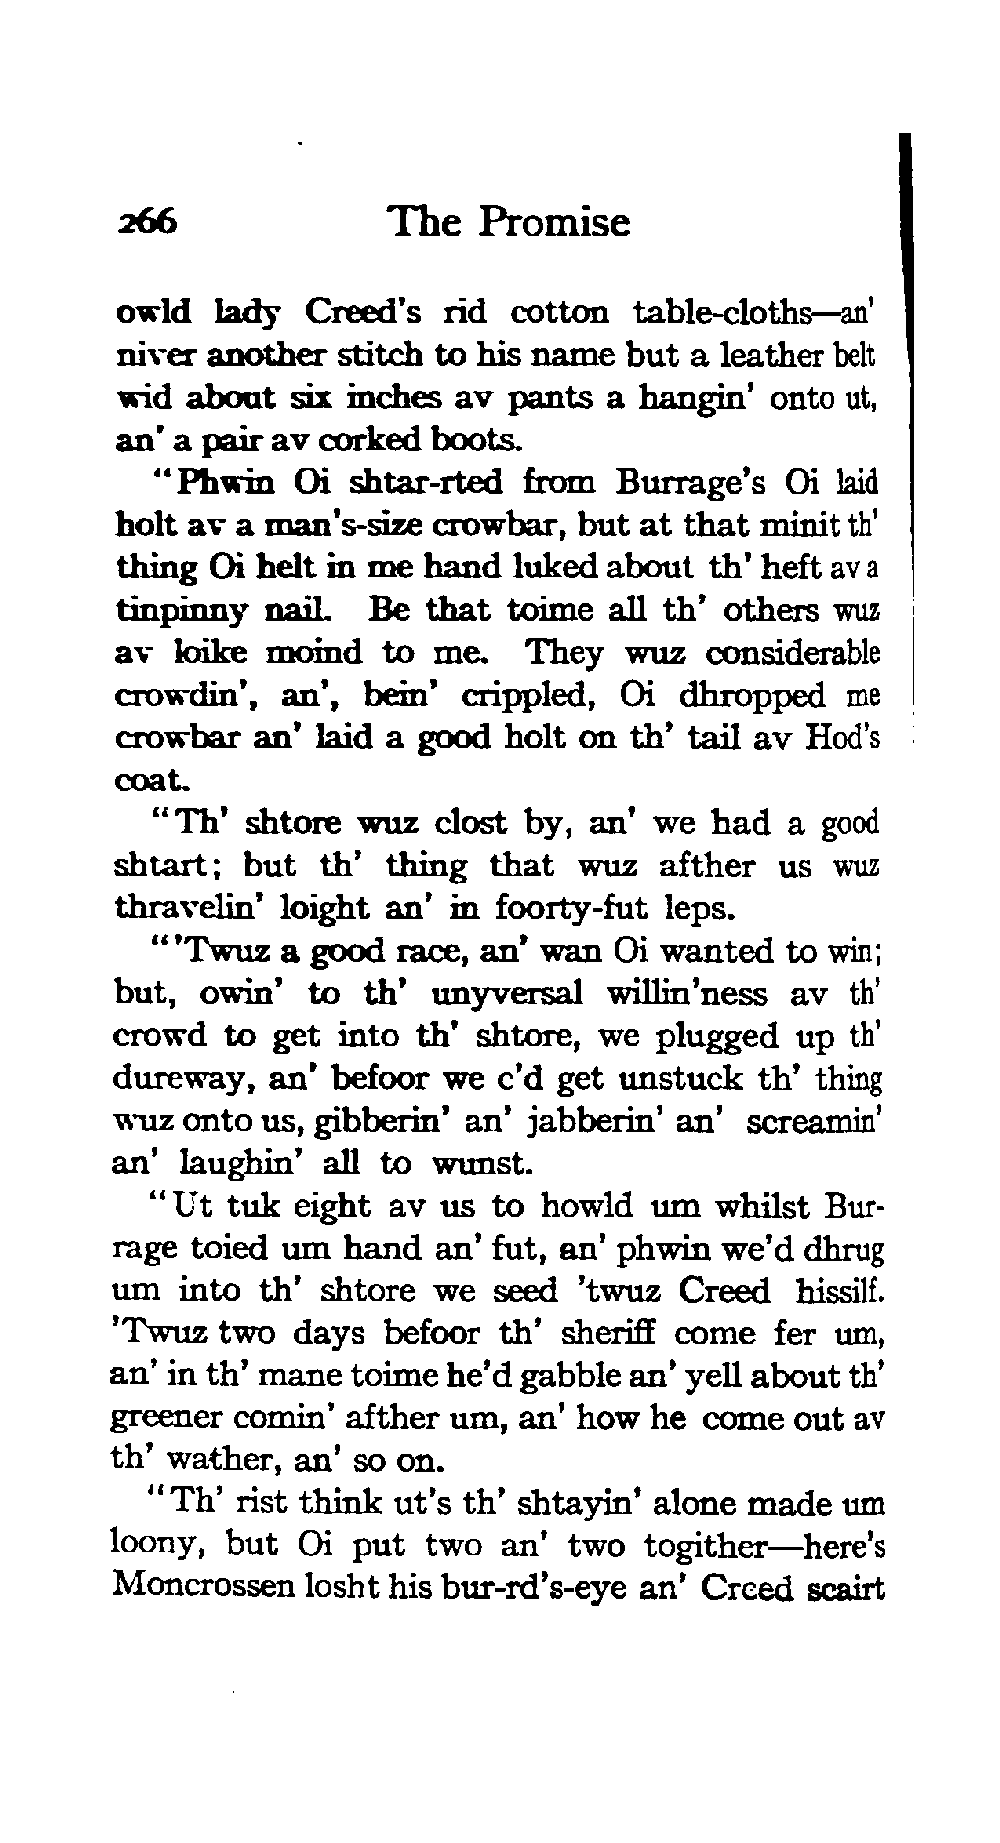 266 The Promise
owld lady Creed's rid cotton table-cloths—an'
niver another stitch to his name but a leather belt
wid about six inches av pants a hangin' onto ut,
an' a pair av corked boots.
"Phwin Oi shtar-rted from Burrage's Oi laid
holt av a man's-size crowbar, but at that minit th'
thing Oi helt in me hand luked about th' heft av a
tinpinny nail. Be that toime all th' others wuz
av loike moind to me. They wuz considerable
crowdin', an', bein' crippled, Oi dhropped me
crowbar an' laid a good holt on th' tail av Hod's
coat.
"Th' shtore wuz clost by, an' we had a good
shtart; but th' thing that wuz afther us wuz
thravelin' loight an' in foorty-fut leps.
"'Twuz a good race, an' wan Oi wanted to win;
but, owin' to th' unyversal willin'ness av th'
crowd to get into th' shtore, we plugged up th'
dureway, an' befoor we c'd get unstuck th' thing
wuz onto us, gibberin' an' jabberin' an' screamin'
an' laughin' all to wunst.
"Ut tuk eight av us to howld um whilst Bur-
rage toied um hand an' fut, an' phwin we'd dhrug
um into th' shtore we seed 'twuz Creed hissilf.
'Twuz two days befoor th' sheriff come fer um,
an' in th' mane toime he'd gabble an' yell about th'
greener comin' afther um, an' how he come out av
th' wather, an' so on.
"Th' rist think ut's th' shtayin' alone made um
loony, but Oi put two an' two togither—here's
Moncrossen losht his bur-rd's-eye an' Creed scairt